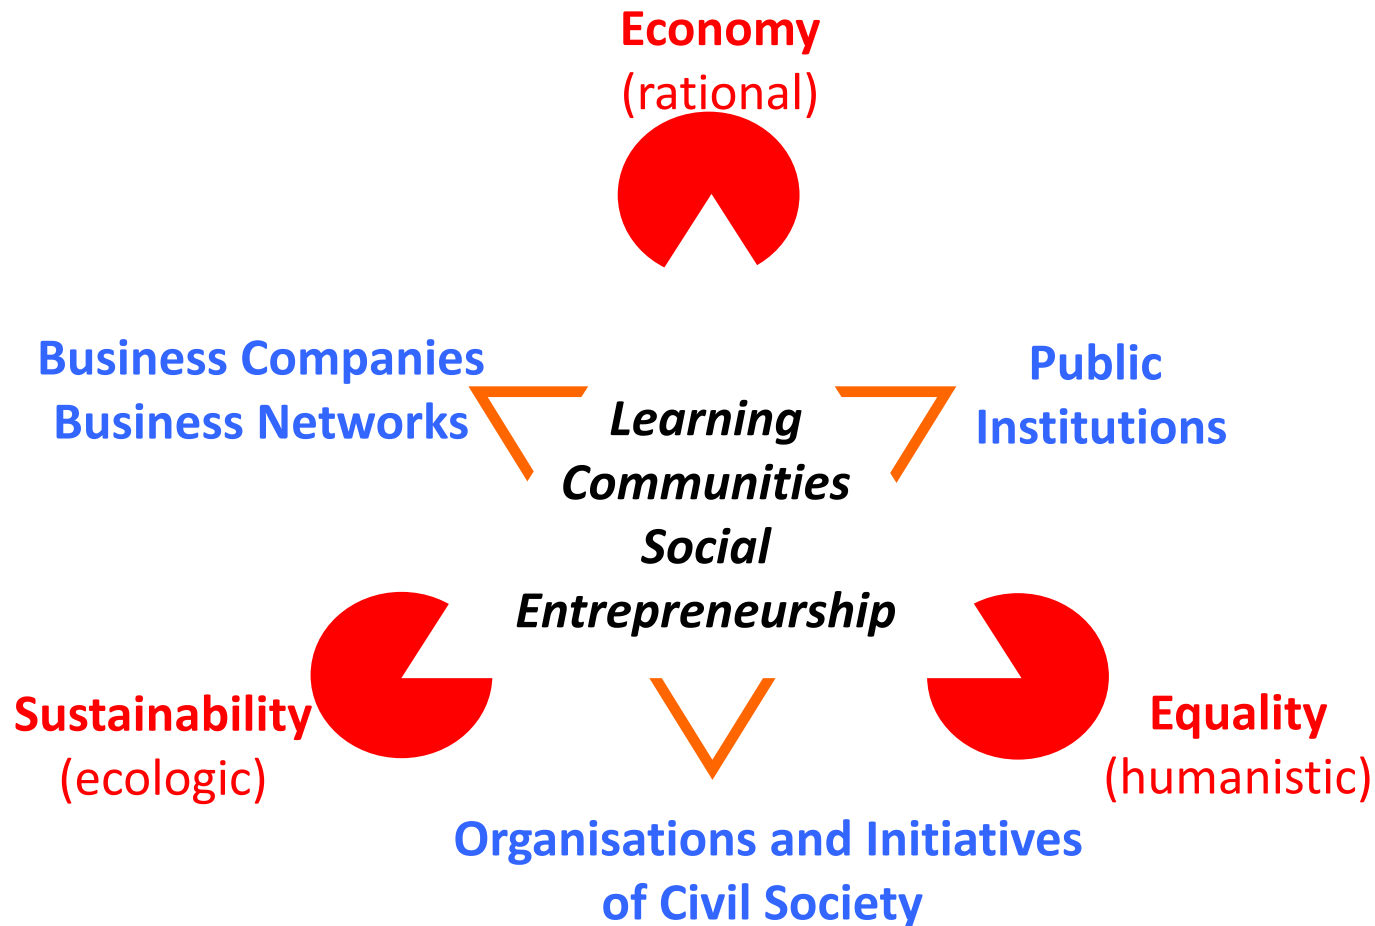 Economy
(rational)
Business Companies
Business Networks
Public
Institutions
Learning
Communities
Social
Entrepreneurship
Sustainability
(ecologic)
Equality
(humanistic)
Organisations and Initiatives
of Civil Society